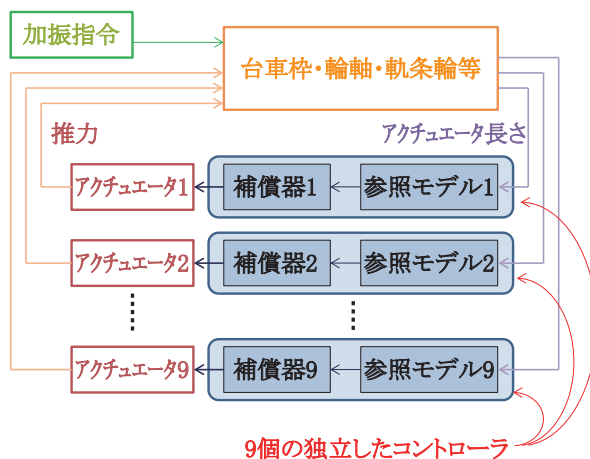 加振指令
台車枠・輪軸・軌条輪等
推力
アクチュエータ長さ
アクチュエータ1
補償器1
参照モデル1
アクチュエータ2
補償器2
参照モデル2
アクチュエータ9
補償器9
参照モデル9
9個の独立したコントローラ